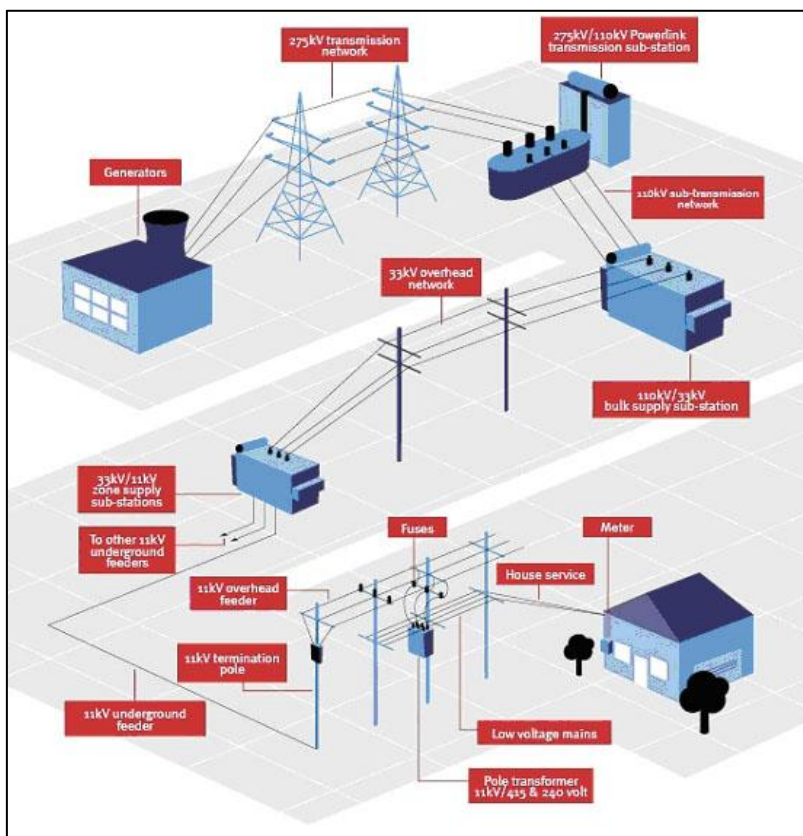 275kV transmission
network
275kV/110kV Powerlink
transmission sub-station
Generators
110kV sub-transmission
network
33kV overhead
network
110kV/33kV
bulk supply sub-station
33kV/11kV
zone supply
sub-stations
To other 11kV
underground
feeders
Fuses
Meter
House service
11kV overhead
feeder
11kV termination
pole
11kV underground
feeder
Low voltage mains
Pole transformer
11kV/415 & 240 volt